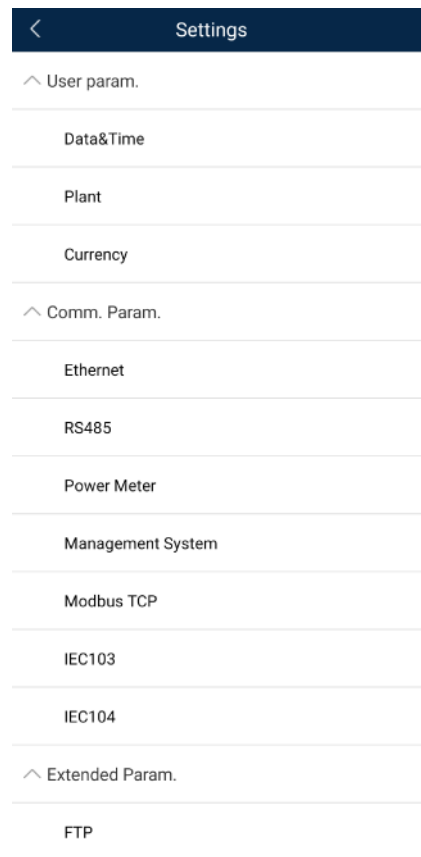 Settings
User param.
Data&Time
Plant
Currency
Comm. Param.
Ethernet
RS485
Power Meter
Management System
Modbus TCP
IEC103
IEC104
Extended Param.
FTP